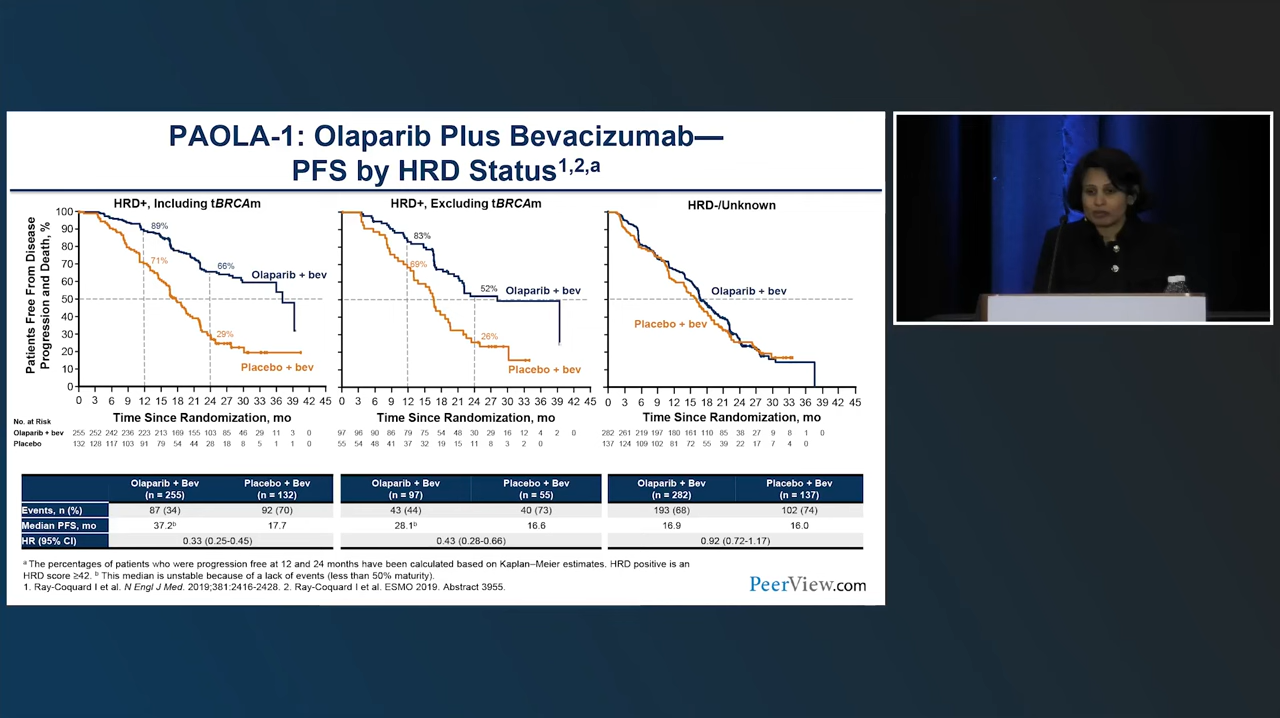 PAOLA-1: Olaparib Plus Bevacizumab—
PFS by HRD Status1,2,a
HRD+, Including tBRCAm
HRD+, Excluding tBRCAm
HRD-/Unknown
Patients Free From Disease
Progression and Death, %
100
90
80
70
60
50
40
30
20
10
0
89%
71%
66%
29%
Olaparib + bev
Placebo + bev
0 3 6 9 12 15 18 21 24 27 30 33 36 39 42 45
Time Since Randomization, mo
83%
69%
52%
26%
Olaparib + bev
Placebo + bev
0 3 6 9 12 15 18 21 24 27 30 33 36 39 42 45
Time Since Randomization, mo
Olaparib + bev
Placebo + bev
0 3 6 9 12 15 18 21 24 27 30 33 36 39 42 45
Time Since Randomization, mo
No. at Risk
Olaparib + bev 255 252 242 236 223 213 169 155 103 85 46 29 11 3 0
Placebo 132 128 117 103 91 79 54 44 28 18 8 5 1 1 0
97 96 90 86 79 75 54 48 30 29 16 12 4 2 0
55 54 48 41 37 32 19 15 11 8 3 2 0
282 261 219 197 180 161 110 85 38 27 9 8 1 0
137 124 109 102 81 72 55 39 22 17 7 4 0
Olaparib + Bev (n = 255) Placebo + Bev (n = 132) Olaparib + Bev (n = 97) Placebo + Bev (n = 55) Olaparib + Bev (n = 282) Placebo + Bev (n = 137)
Events, n (%) 87 (34) 92 (70) 43 (44) 40 (73) 193 (68) 102 (74)
Median PFS, mo 37.2b 17.7 28.1b 16.6 16.9 16.0
HR (95% CI) 0.33 (0.25-0.45) 0.43 (0.28-0.66) 0.92 (0.72-1.17)
a The percentages of patients who were progression free at 12 and 24 months have been calculated based on Kaplan–Meier estimates. HRD positive is an
HRD score ≥42. b This median is unstable because of a lack of events (less than 50% maturity).
1. Ray-Coquard I et al. N Engl J Med. 2019;381:2416-2428. 2. Ray-Coquard I et al. ESMO 2019. Abstract 3955.
PeerView.com